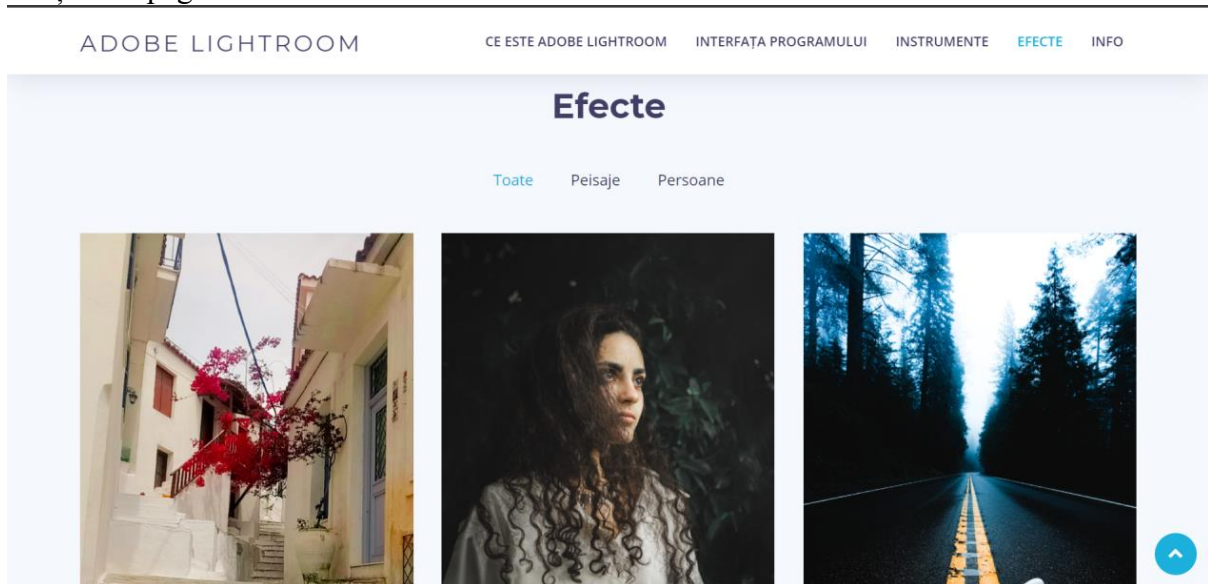 ADOBE LIGHTROOM
CE ESTE ADOBE LIGHTROOM INTERFAȚA PROGRAMULUI INSTRUMENTE EFECTE INFO
Efecte
Toate Peisaje Persoane